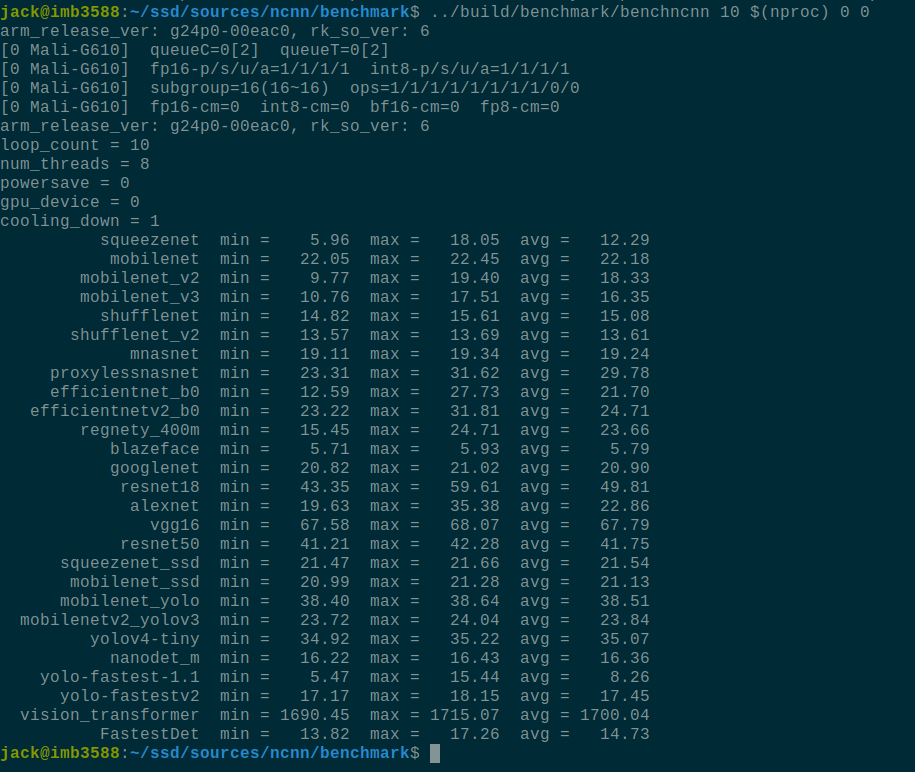 jack@imb3588:~/ssd/sources/ncnn/benchmark$ ../build/benchmark/benchncnn 10 $(nproc) 0 0
arm_release_ver: g24p0-00eac0, rk_so_ver: 6
[0 Mali-G610]  queueC=0[2]  queueT=0[2]
[0 Mali-G610]  fp16-p/s/u/a=1/1/1/1  int8-p/s/u/a=1/1/1/1
[0 Mali-G610]  subgroup=16(16~16)  ops=1/1/1/1/1/1/1/1/0/0
[0 Mali-G610]  fp16-cm=0  int8-cm=0  bf16-cm=0  fp8-cm=0
arm_release_ver: g24p0-00eac0, rk_so_ver: 6
loop_count = 10
num_threads = 8
powersave = 0
gpu_device = 0
cooling_down = 1
          squeezenet  min =    5.96  max =   18.05  avg =   12.29
           mobilenet  min =   22.05  max =   22.45  avg =   22.18
        mobilenet_v2  min =    9.77  max =   19.40  avg =   18.33
        mobilenet_v3  min =   10.76  max =   17.51  avg =   16.35
          shufflenet  min =   14.82  max =   15.61  avg =   15.08
       shufflenet_v2  min =   13.57  max =   13.69  avg =   13.61
             mnasnet  min =   19.11  max =   19.34  avg =   19.24
     proxylessnasnet  min =   23.31  max =   31.62  avg =   29.78
     efficientnet_b0  min =   12.59  max =   27.73  avg =   21.70
   efficientnetv2_b0  min =   23.22  max =   31.81  avg =   24.71
        regnety_400m  min =   15.45  max =   24.71  avg =   23.66
           blazeface  min =    5.71  max =    5.93  avg =    5.79
           googlenet  min =   20.82  max =   21.02  avg =   20.90
            resnet18  min =   43.35  max =   59.61  avg =   49.81
             alexnet  min =   19.63  max =   35.38  avg =   22.86
               vgg16  min =   67.58  max =   68.07  avg =   67.79
            resnet50  min =   41.21  max =   42.28  avg =   41.75
      squeezenet_ssd  min =   21.47  max =   21.66  avg =   21.54
       mobilenet_ssd  min =   20.99  max =   21.28  avg =   21.13
      mobilenet_yolo  min =   38.40  max =   38.64  avg =   38.51
  mobilenetv2_yolov3  min =   23.72  max =   24.04  avg =   23.84
         yolov4-tiny  min =   34.92  max =   35.22  avg =   35.07
           nanodet_m  min =   16.22  max =   16.43  avg =   16.36
    yolo-fastest-1.1  min =    5.47  max =   15.44  avg =    8.26
      yolo-fastestv2  min =   17.17  max =   18.15  avg =   17.45
  vision_transformer  min = 1690.45  max = 1715.07  avg = 1700.04
          FastestDet  min =   13.82  max =   17.26  avg =   14.73
jack@imb3588:~/ssd/sources/ncnn/benchmark$